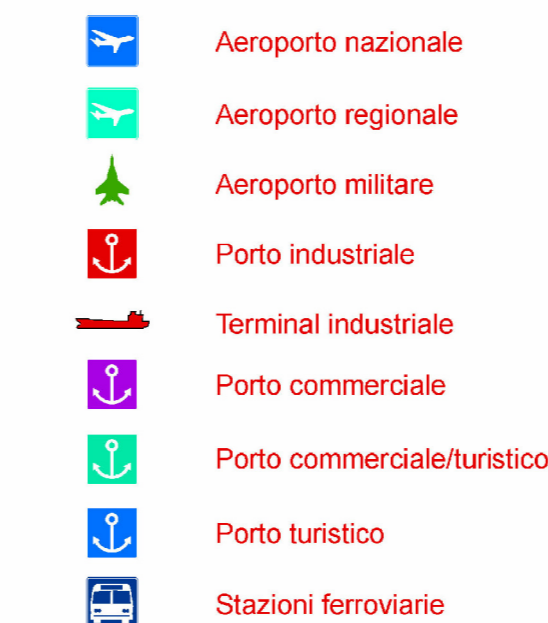 Aeroporto nazionale
Aeroporto regionale
Aeroporto militare
Porto industriale
Terminal industriale
Porto commerciale
Porto commerciale/turistico
Porto turistico
Stazioni ferroviarie